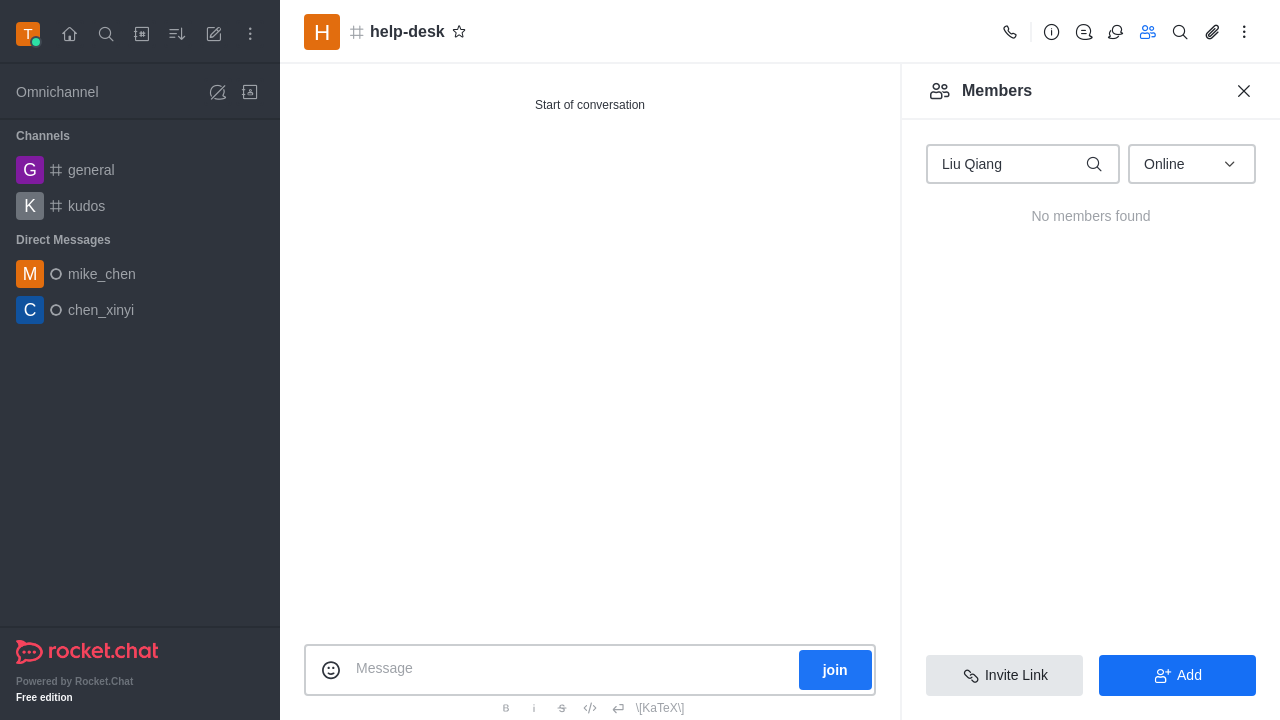 T
Omnichannel
Channels
G general
K kudos
Direct Messages
M mike_chen
C chen_xinyi
rocket.chat
Powered by Rocket.Chat
Free edition
H help-desk
Start of conversation
Message
join
B i S \[KaTeX\]
Members
Liu Qiang
Online
No members found
Invite Link
Add